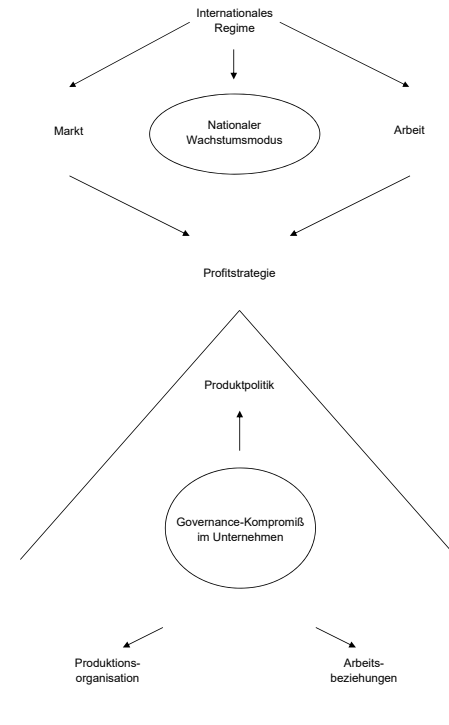 Internationales
Regime
Markt
Nationaler
Wachstumsmodus
Arbeit
Profitstrategie
Produktpolitik
Governance-Kompromiß
im Unternehmen
Produktions-
organisation
Arbeits-
beziehungen